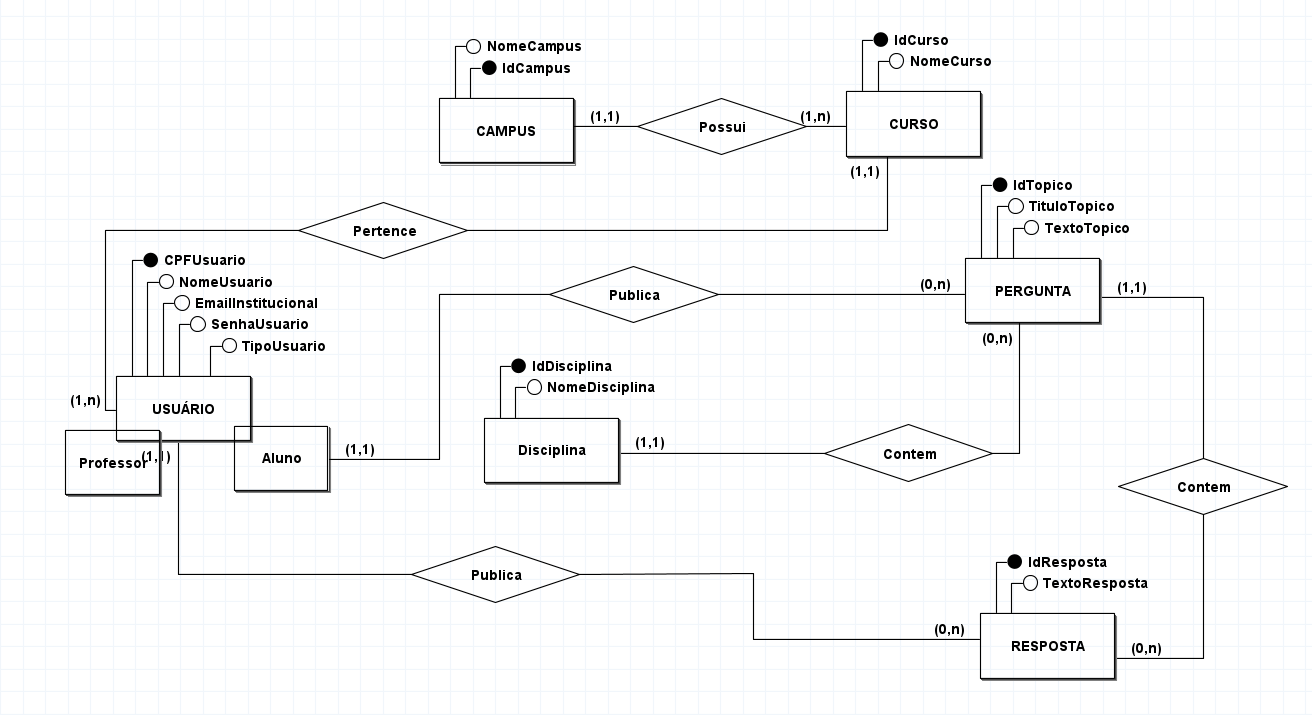 IdCurso
NomeCampus
NomeCurso
IdCampus
(1,1)
Possui
(1,n)
CURSO
CAMPUS
(1,1)
IdTopico
TituloTopico
TextoTopico
Pertence
CPFUsuario
NomeUsuario
(0,n)
PERGUNTA
(1,1)
Publica
EmailInstitucional
SenhaUsuario
(0,n)
TipoUsuario
IdDisciplina
NomeDisciplina
(1,n)
USUÁRIO
(1,1)
Disciplina
(1,1)
Contem
Professor
(1,1)
Aluno
Contem
IdResposta
Publica
TextoResposta
(0,n)
RESPOSTA
(0,n)